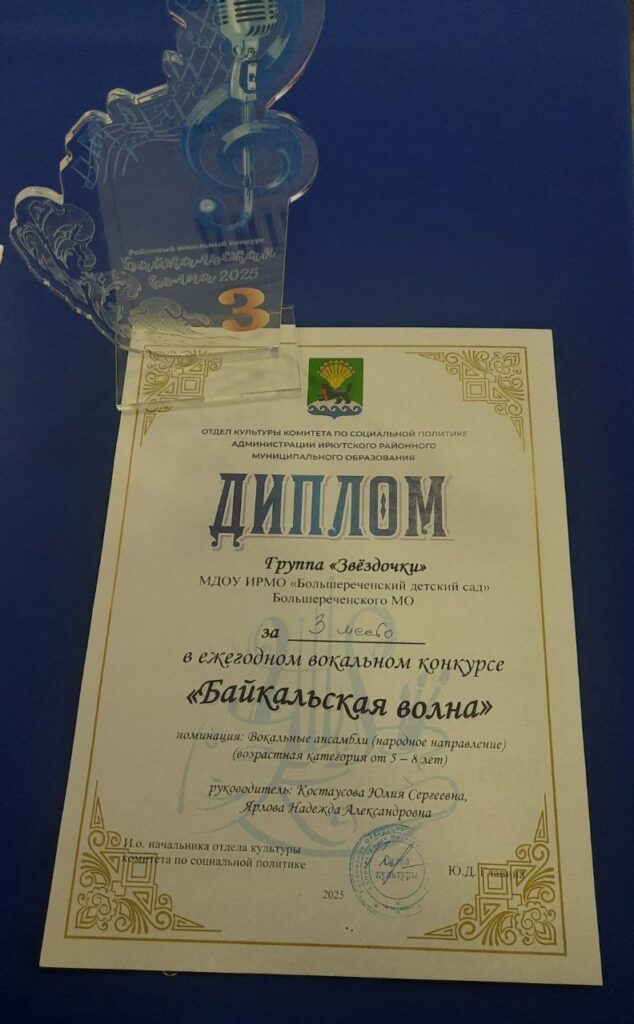 Районный вокальный конкурс
Байкальская
волна 2025
3
ОТДЕЛ КУЛЬТУРЫ КОМИТЕТА ПО СОЦИАЛЬНОЙ ПОЛИТИКЕ
АДМИНИСТРАЦИИ ИРКУТСКОГО РАЙОННОГО
МУНИЦИПАЛЬНОГО ОБРАЗОВАНИЯ
ДИПЛОМ
Группа «Звёздочки»
МДОУ ИРМО «Большереченский детский сад»
Большереченского МО
за 3 место
в ежегодном вокальном конкурсе
«Байкальская волна»
номинация: Вокальные ансамбли (народное направление)
(возрастная категория от 5 – 8 лет)
руководитель: Костаусова Юлия Сергеевна,
Ярлова Надежда Александровна
И.о. начальника отдела культуры
комитета по социальной политике
Отдел
культуры
Ю.Д. Главина
2025